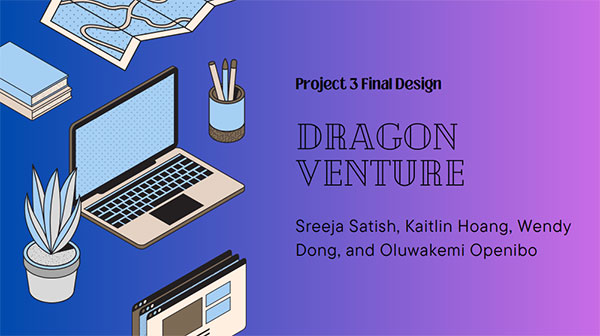 Project 3 Final Design
DRAGON
VENTURE
Sreeja Satish, Kaitlin Hoang, Wendy
Dong, and Oluwakemi Openibo